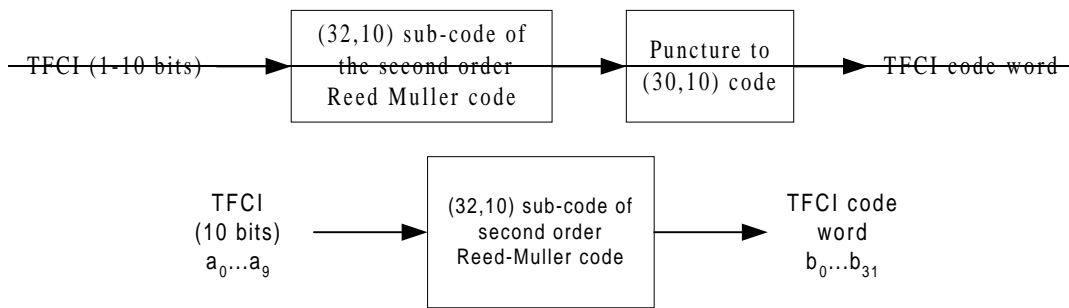 TFCI (1-10 bits)
(32,10) sub-code of
the second order
Reed Muller code
Puncture to
(30,10) code
TFCI code word
TFCI
(10 bits)
a0...a9
(32,10) sub-code of
second order
Reed-Muller code
TFCI code
word
b0...b31